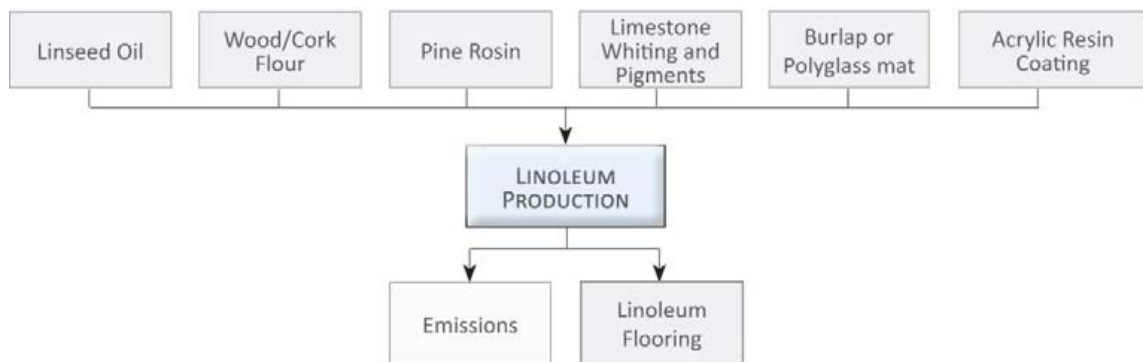 Linseed Oil
Wood/Cork
Flour
Pine Rosin
Limestone
Whiting and
Pigments
Burlap or
Polyglass mat
Acrylic Resin
Coating
LINOLEUM
PRODUCTION
Emissions
Linoleum
Flooring